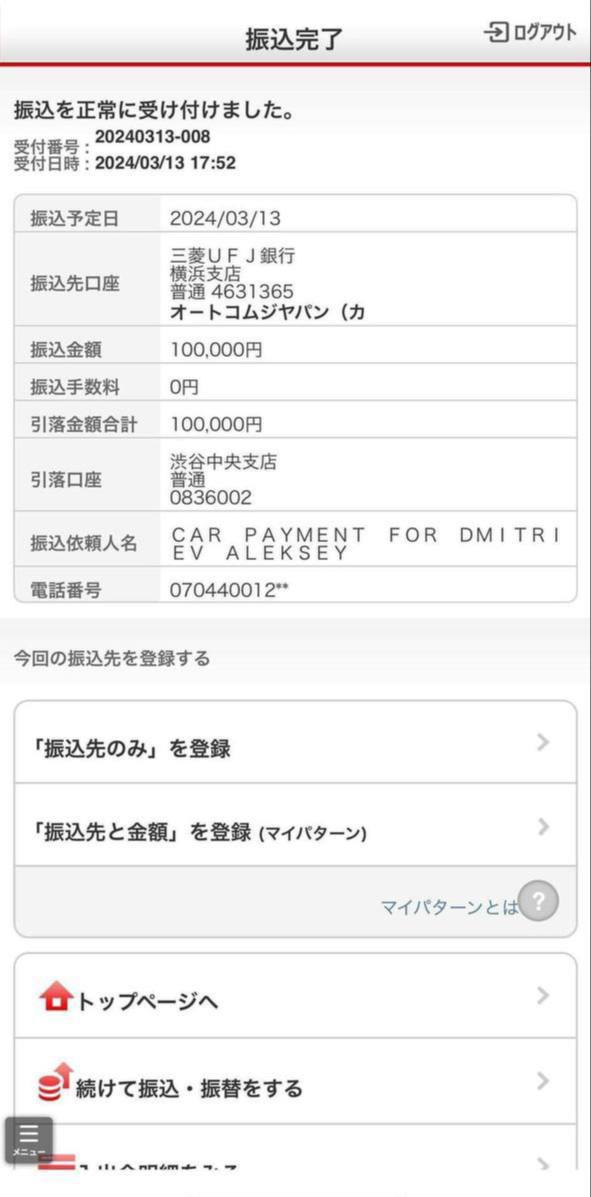 振込完了
ログアウト
振込を正常に受け付けました。
受付番号：20240313-008
受付日時：2024/03/13 17:52
振込予定日 2024/03/13
振込先口座
三菱ＵＦＪ銀行
横浜支店
普通 4631365
オートコムジヤパン（カ
振込金額 100,000円
振込手数料 0円
引落金額合計 100,000円
引落口座
渋谷中央支店
普通
0836002
振込依頼人名
ＣＡＲ　ＰＡＹＭＥＮＴ　ＦＯＲ　ＤＭＩＴＲＩ
ＥＶ　ＡＬＥＫＳＥＹ
電話番号 070440012**
今回の振込先を登録する
「振込先のみ」を登録
「振込先と金額」を登録 (マイパターン)
マイパターンとは ?
トップページへ
続けて振込・振替をする
メニュー